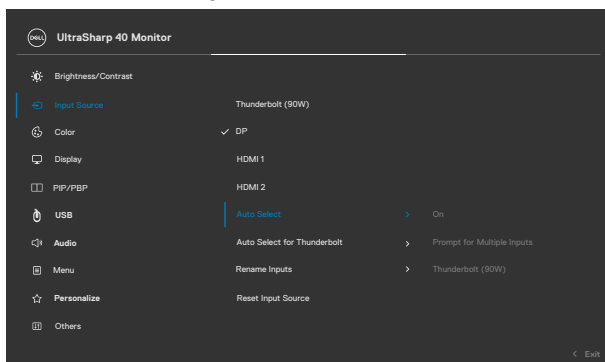 DELL UltraSharp 40 Monitor
Brightness/Contrast
Input Source Thunderbolt (90W)
Color ✓ DP
Display HDMI 1
PIP/PBP HDMI 2
USB Auto Select > On
Audio Auto Select for Thunderbolt > Prompt for Multiple Inputs
Menu Rename Inputs > Thunderbolt (90W)
Personalize Reset Input Source
Others
< Exit